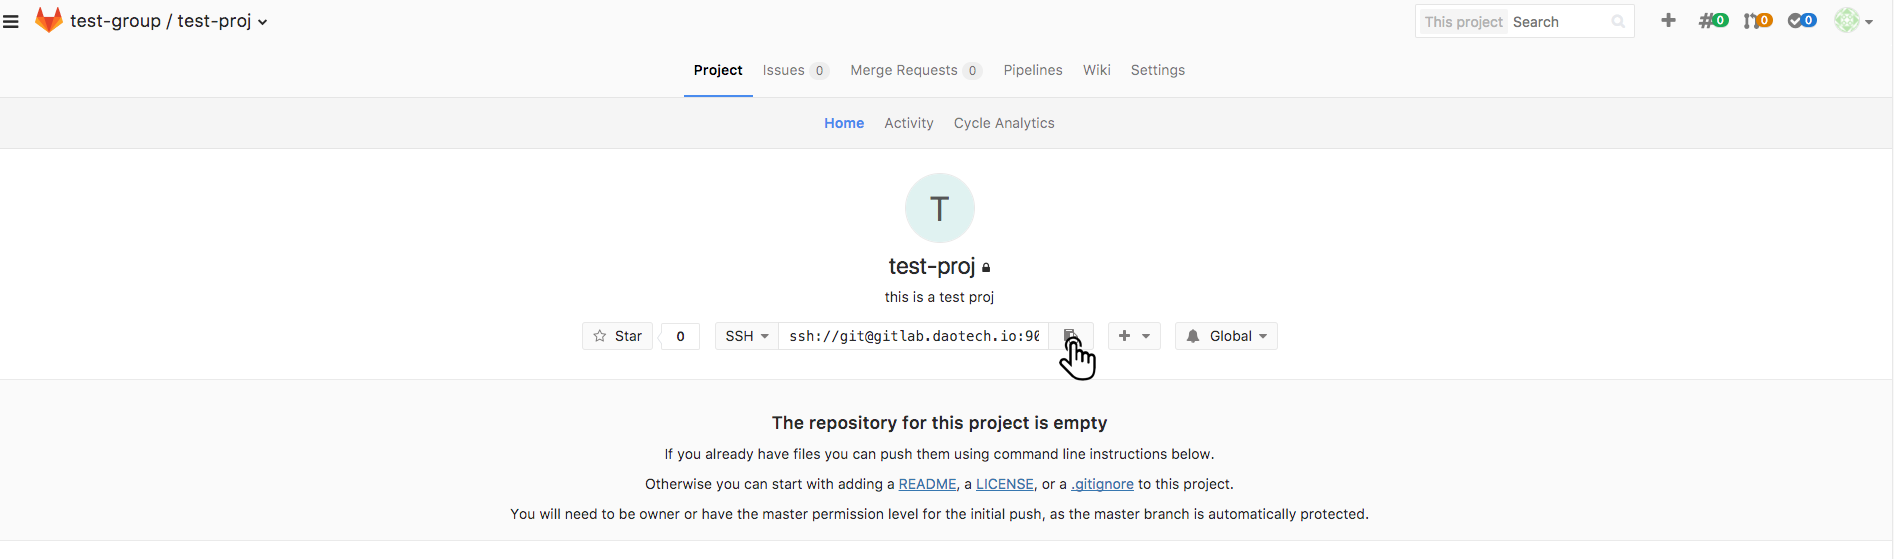 test-group / test-proj
This project Search
0 0 0
Project Issues 0 Merge Requests 0 Pipelines Wiki Settings
Home Activity Cycle Analytics
T
test-proj
this is a test proj
Star 0 SSH ssh://git@gitlab.daotech.io:90 Global
The repository for this project is empty
If you already have files you can push them using command line instructions below.
Otherwise you can start with adding a README, a LICENSE, or a .gitignore to this project.
You will need to be owner or have the master permission level for the initial push, as the master branch is automatically protected.